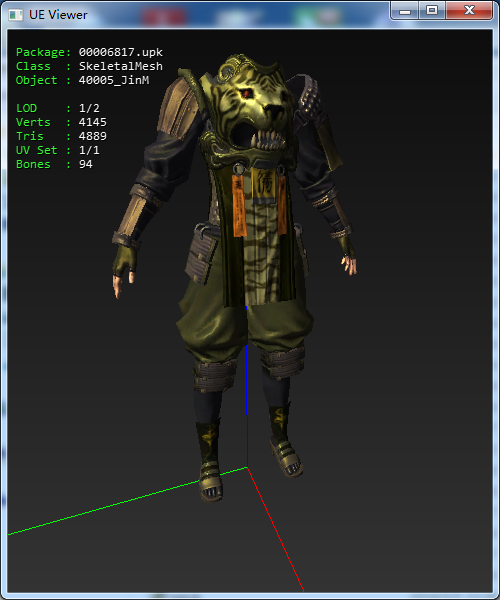 UE Viewer
Package: 00006817.upk
Class : SkeletalMesh
Object : 40005_JinM
LOD : 1/2
Verts : 4145
Tris : 4889
UV Set : 1/1
Bones : 94